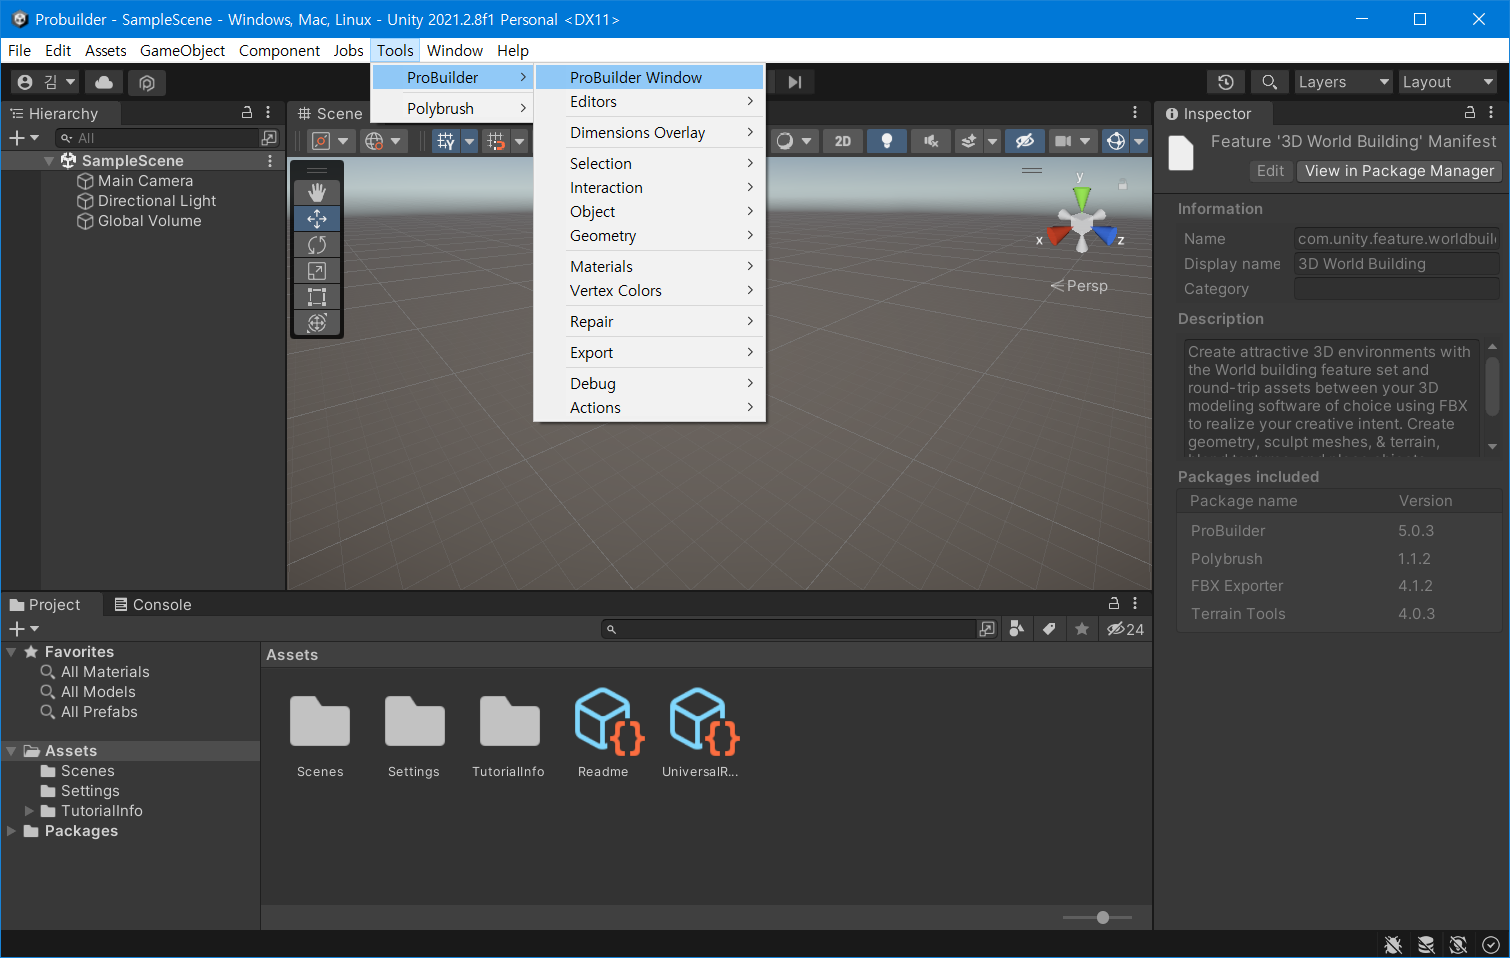 Probuilder - SampleScene - Windows, Mac, Linux - Unity 2021.2.8f1 Personal <DX11>
File Edit Assets GameObject Component Jobs Tools Window Help
김
Layers
Layout
ProBuilder
Polybrush
ProBuilder Window
Editors
Dimensions Overlay
Selection
Interaction
Object
Geometry
Materials
Vertex Colors
Repair
Export
Debug
Actions
Hierarchy
All
SampleScene
Main Camera
Directional Light
Global Volume
Scene
2D
y
x
z
Persp
Inspector
Feature '3D World Building' Manifest
Edit
View in Package Manager
Information
Name com.unity.feature.worldbuil
Display name 3D World Building
Category
Description
Create attractive 3D environments with
the World building feature set and
round-trip assets between your 3D
modeling software of choice using FBX
to realize your creative intent. Create
geometry, sculpt meshes, & terrain,
Packages included
Package name Version
ProBuilder 5.0.3
Polybrush 1.1.2
FBX Exporter 4.1.2
Terrain Tools 4.0.3
Project
Console
24
Favorites
All Materials
All Models
All Prefabs
Assets
Scenes
Settings
TutorialInfo
Packages
Assets
Scenes
Settings
TutorialInfo
Readme
UniversalR...